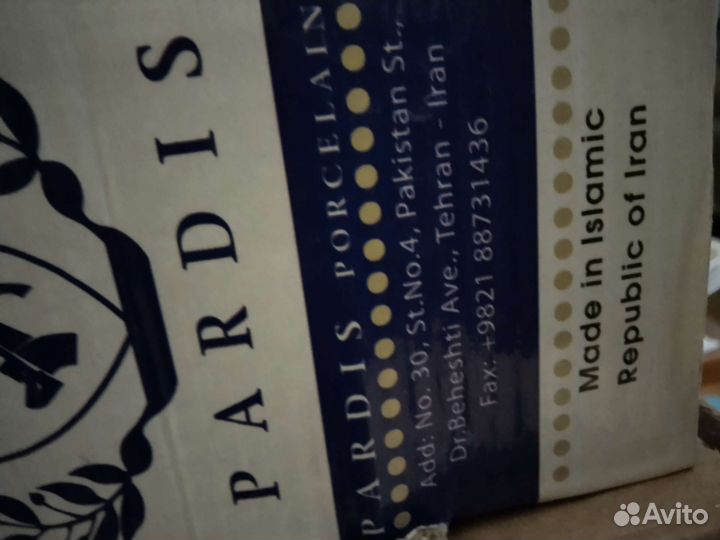 PARDIS
PARDIS PORCELAIN
Add: No. 30, St.No.4, Pakistan St.,
Dr.Beheshti Ave., Tehran - Iran
Fax: +9821 88731436
Made in Islamic
Republic of Iran
Avito